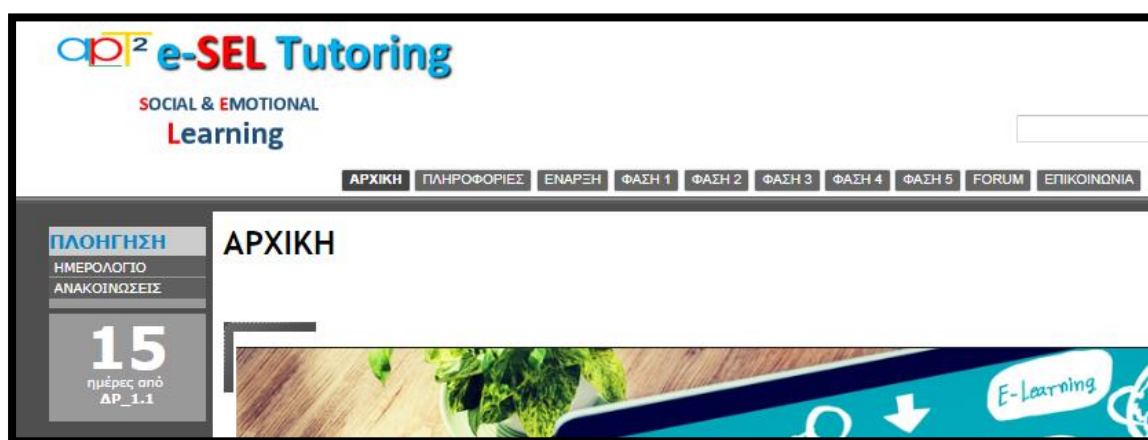 apT² e-SEL Tutoring
SOCIAL & EMOTIONAL
Learning
ΑΡΧΙΚΗ ΠΛΗΡΟΦΟΡΙΕΣ ΕΝΑΡΞΗ ΦΑΣΗ 1 ΦΑΣΗ 2 ΦΑΣΗ 3 ΦΑΣΗ 4 ΦΑΣΗ 5 FORUM ΕΠΙΚΟΙΝΩΝΙΑ
ΠΛΟΗΓΗΣΗ
ΗΜΕΡΟΛΟΓΙΟ
ΑΝΑΚΟΙΝΩΣΕΙΣ
15
ημέρες από
ΔΡ_1.1
ΑΡΧΙΚΗ
E-Learning